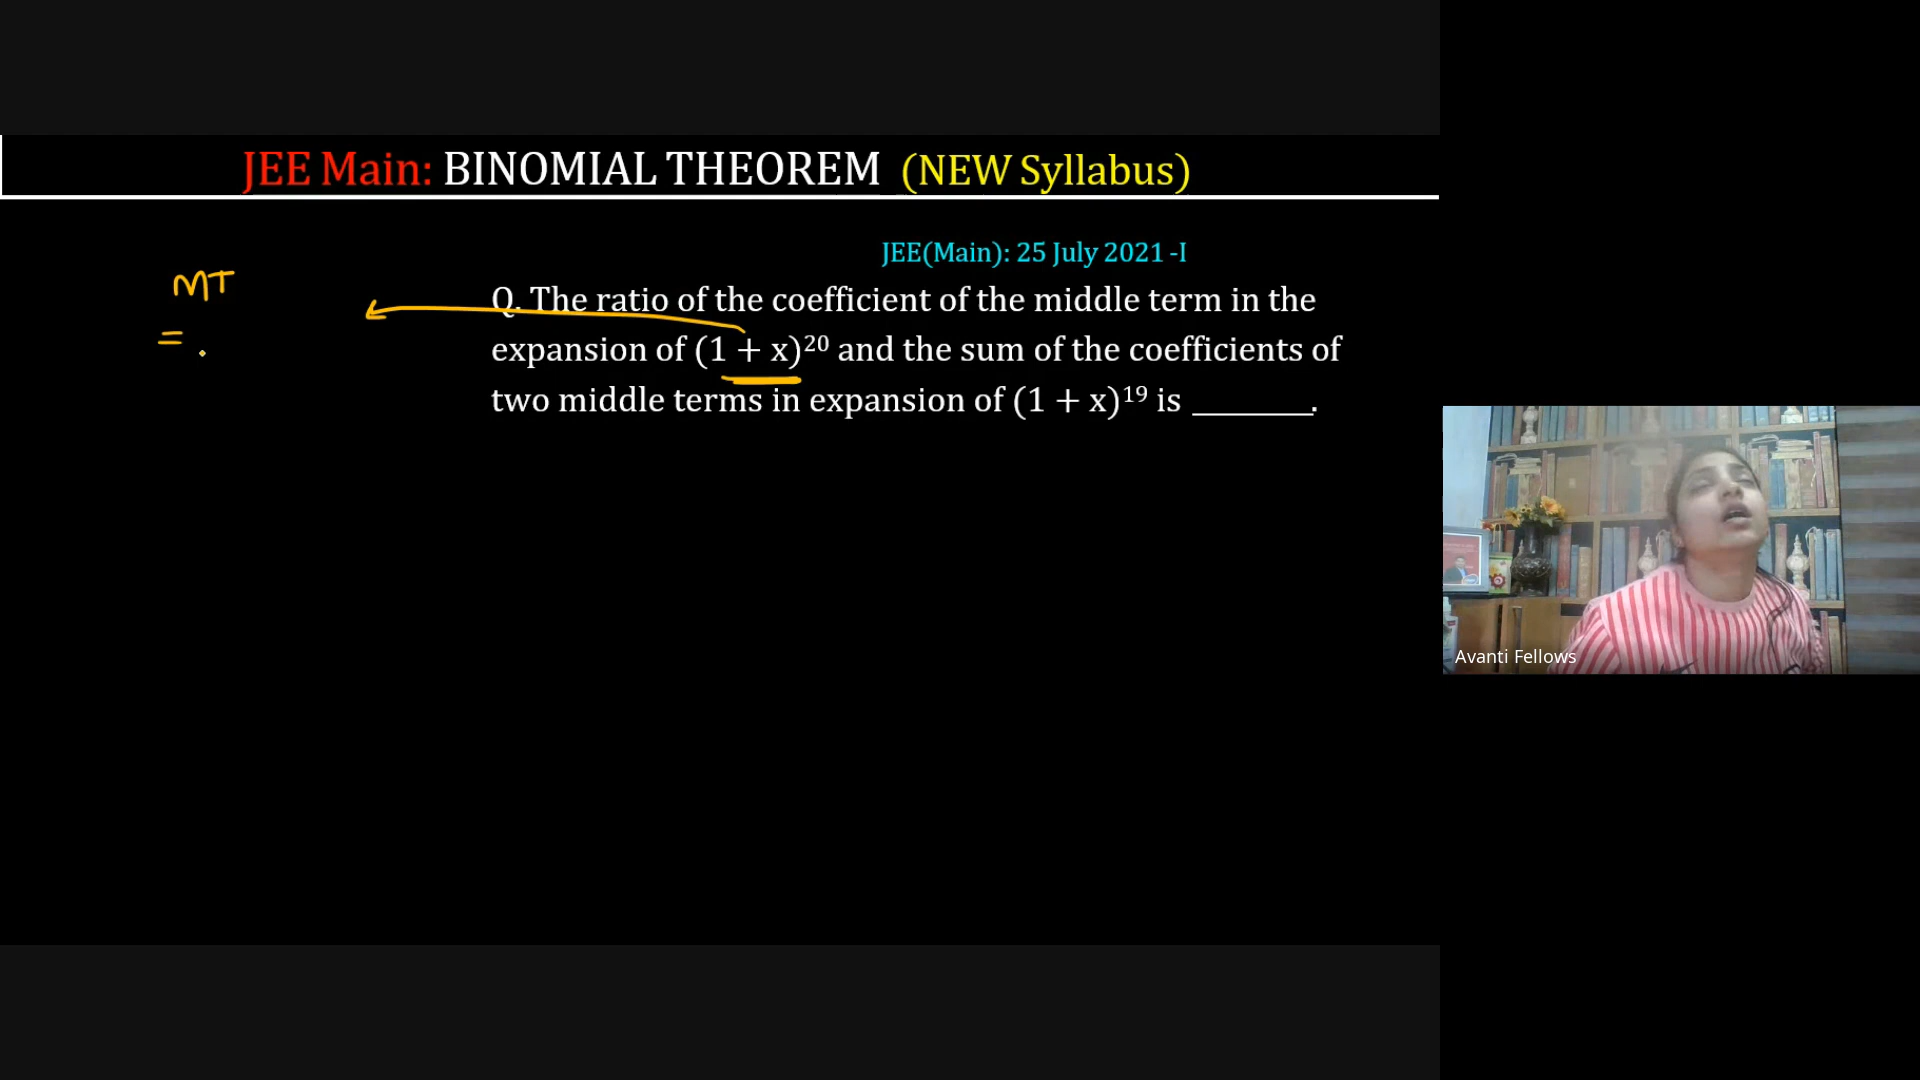 JEE Main: BINOMIAL THEOREM (NEW Syllabus)
JEE(Main): 25 July 2021 -I
MT
= .
Q. The ratio of the coefficient of the middle term in the
expansion of (1 + x)²⁰ and the sum of the coefficients of
two middle terms in expansion of (1 + x)¹⁹ is ________.
Avanti Fellows